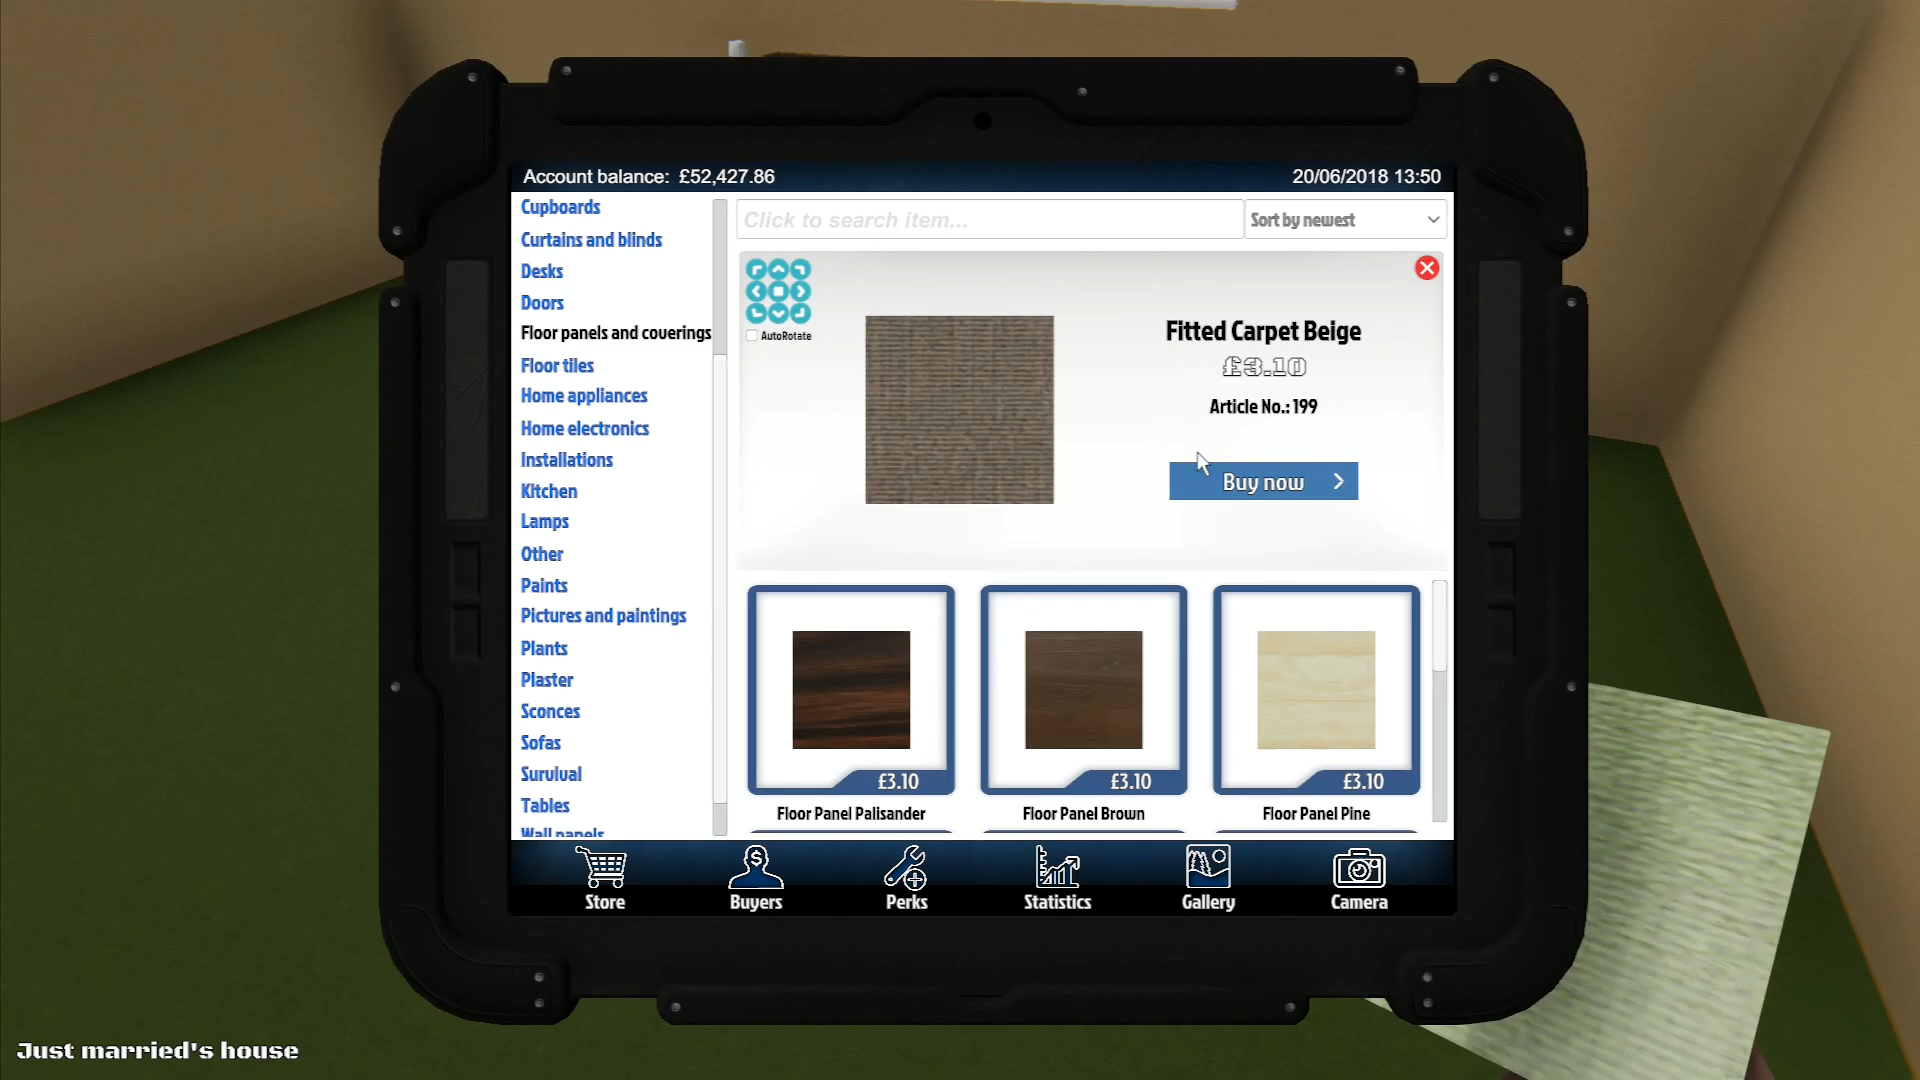 Account balance: £52,427.86
20/06/2018 13:50
Cupboards
Curtains and blinds
Desks
Doors
Floor panels and coverings
Floor tiles
Home appliances
Home electronics
Installations
Kitchen
Lamps
Other
Paints
Pictures and paintings
Plants
Plaster
Sconces
Sofas
Survival
Tables
Wall panels
Click to search item...
Sort by newest
AutoRotate
Fitted Carpet Beige
£3.10
Article No.: 199
Buy now
£3.10
£3.10
£3.10
Floor Panel Palisander
Floor Panel Brown
Floor Panel Pine
Store
Buyers
Perks
Statistics
Gallery
Camera
Just married's house